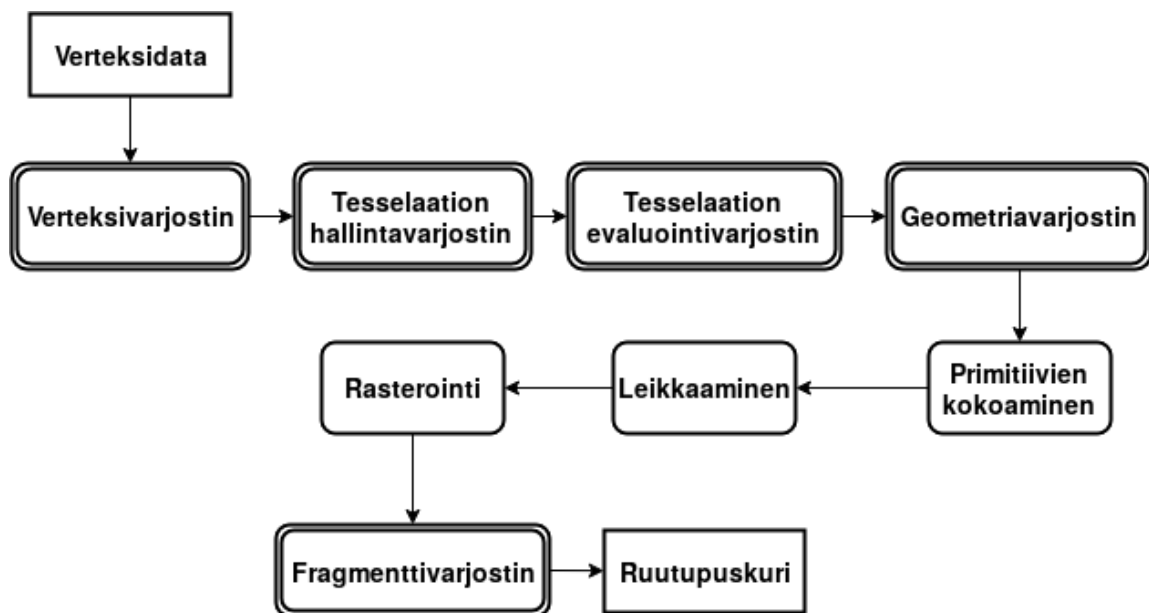 Verteksidata
Verteksivarjostin
Tesselaation
hallintavarjostin
Tesselaation
evaluointivarjostin
Geometriavarjostin
Primitiivien
kokoaminen
Leikkaaminen
Rasterointi
Fragmenttivarjostin
Ruutupuskuri